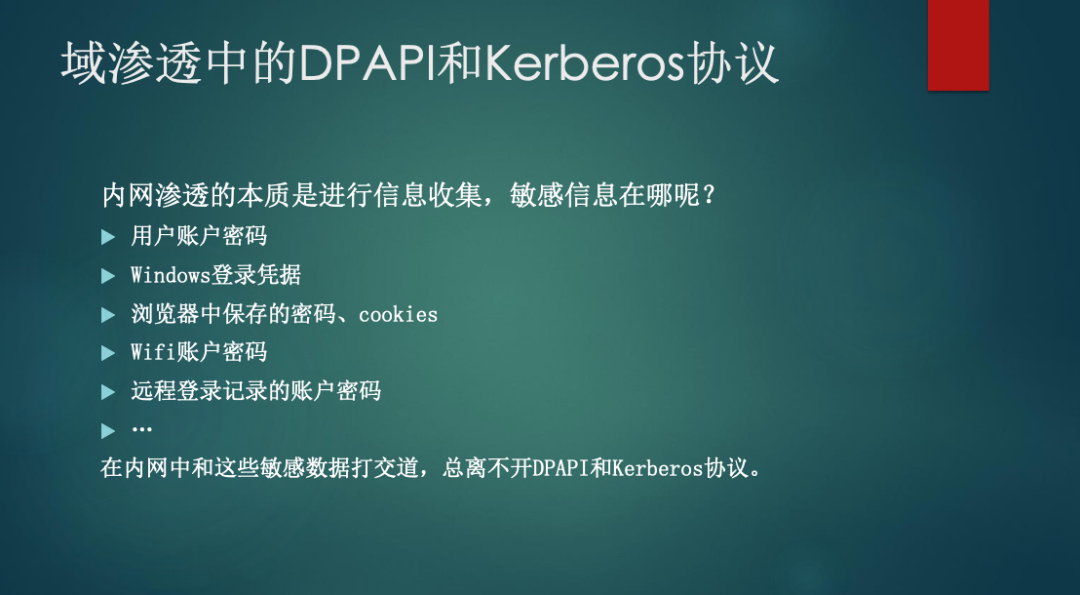 域渗透中的DPAPI和Kerberos协议
内网渗透的本质是进行信息收集，敏感信息在哪呢？
用户账户密码
Windows登录凭据
浏览器中保存的密码、cookies
Wifi账户密码
远程登录记录的账户密码
…
在内网中和这些敏感数据打交道，总离不开DPAPI和Kerberos协议。